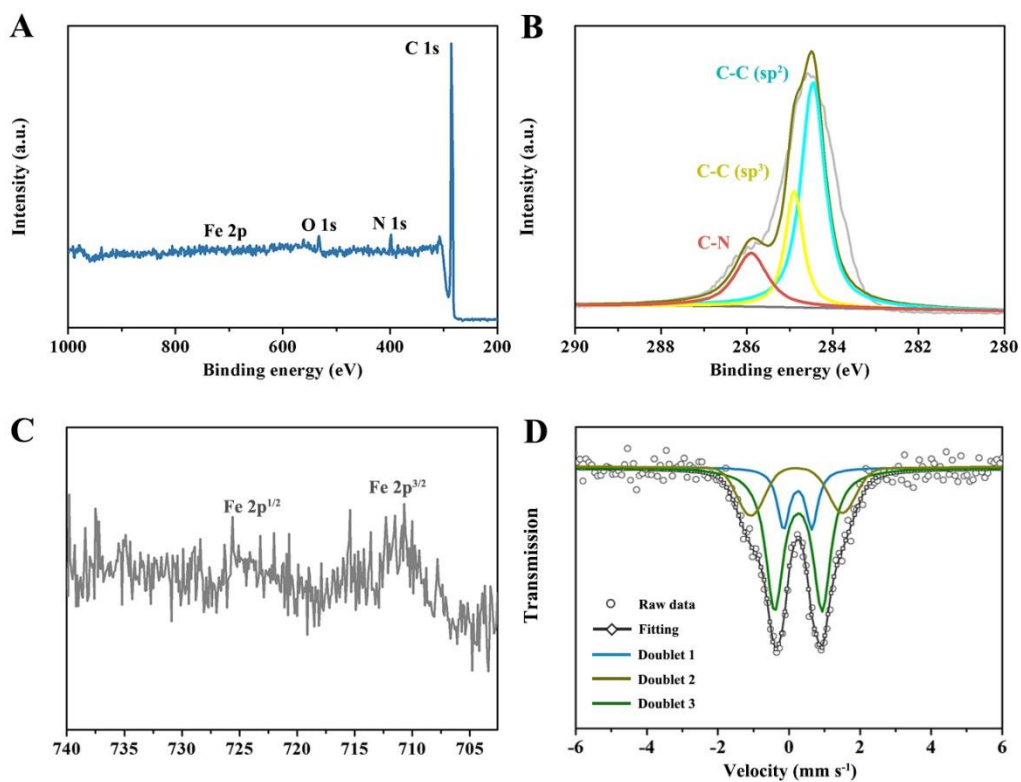 A
C 1s
Fe 2p
O 1s
N 1s
Intensity (a.u.)
1000 800 600 400 200
Binding energy (eV)
B
C-C (sp²)
C-C (sp³)
C-N
Intensity (a.u.)
290 288 286 284 282 280
Binding energy (eV)
C
Fe 2p³/²
Fe 2p¹/²
740 735 730 725 720 715 710 705
D
Transmission
Raw data
Fitting
Doublet 1
Doublet 2
Doublet 3
-6 -4 -2 0 2 4 6
Velocity (mm s⁻¹)